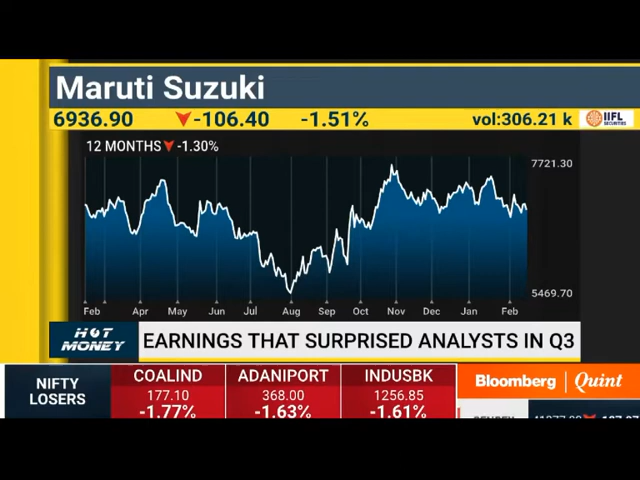 Maruti Suzuki
6936.90 -106.40 -1.51% vol:306.21 k IIFL
SECURITIES
12 MONTHS -1.30%
7721.30
5469.70
Feb Apr May Jun Jul Aug Sep Oct Nov Dec Jan Feb
HOT
MONEY
EARNINGS THAT SURPRISED ANALYSTS IN Q3
NIFTY
LOSERS
COALIND
177.10
-1.77%
ADANIPORT
368.00
-1.63%
INDUSBK
1256.85
-1.61%
Bloomberg | Quint